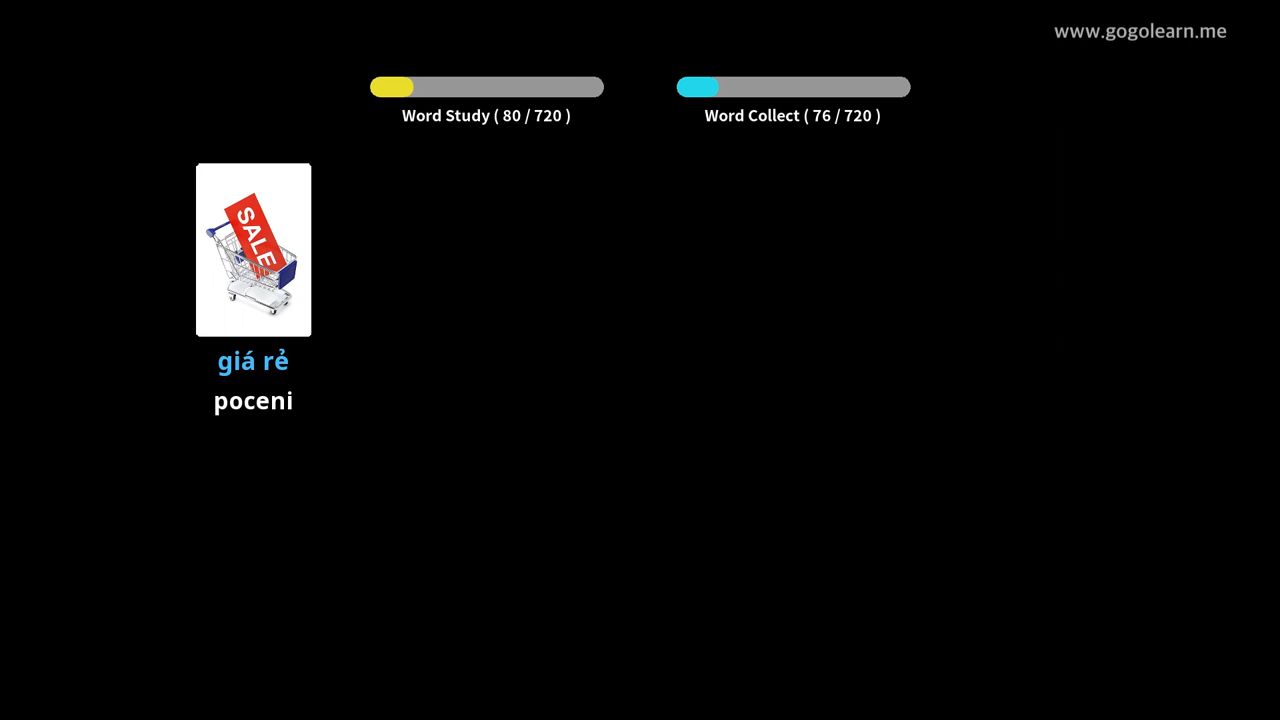 www.gogolearn.me
Word Study ( 80 / 720 )
Word Collect ( 76 / 720 )
SALE
giá rẻ
poceni